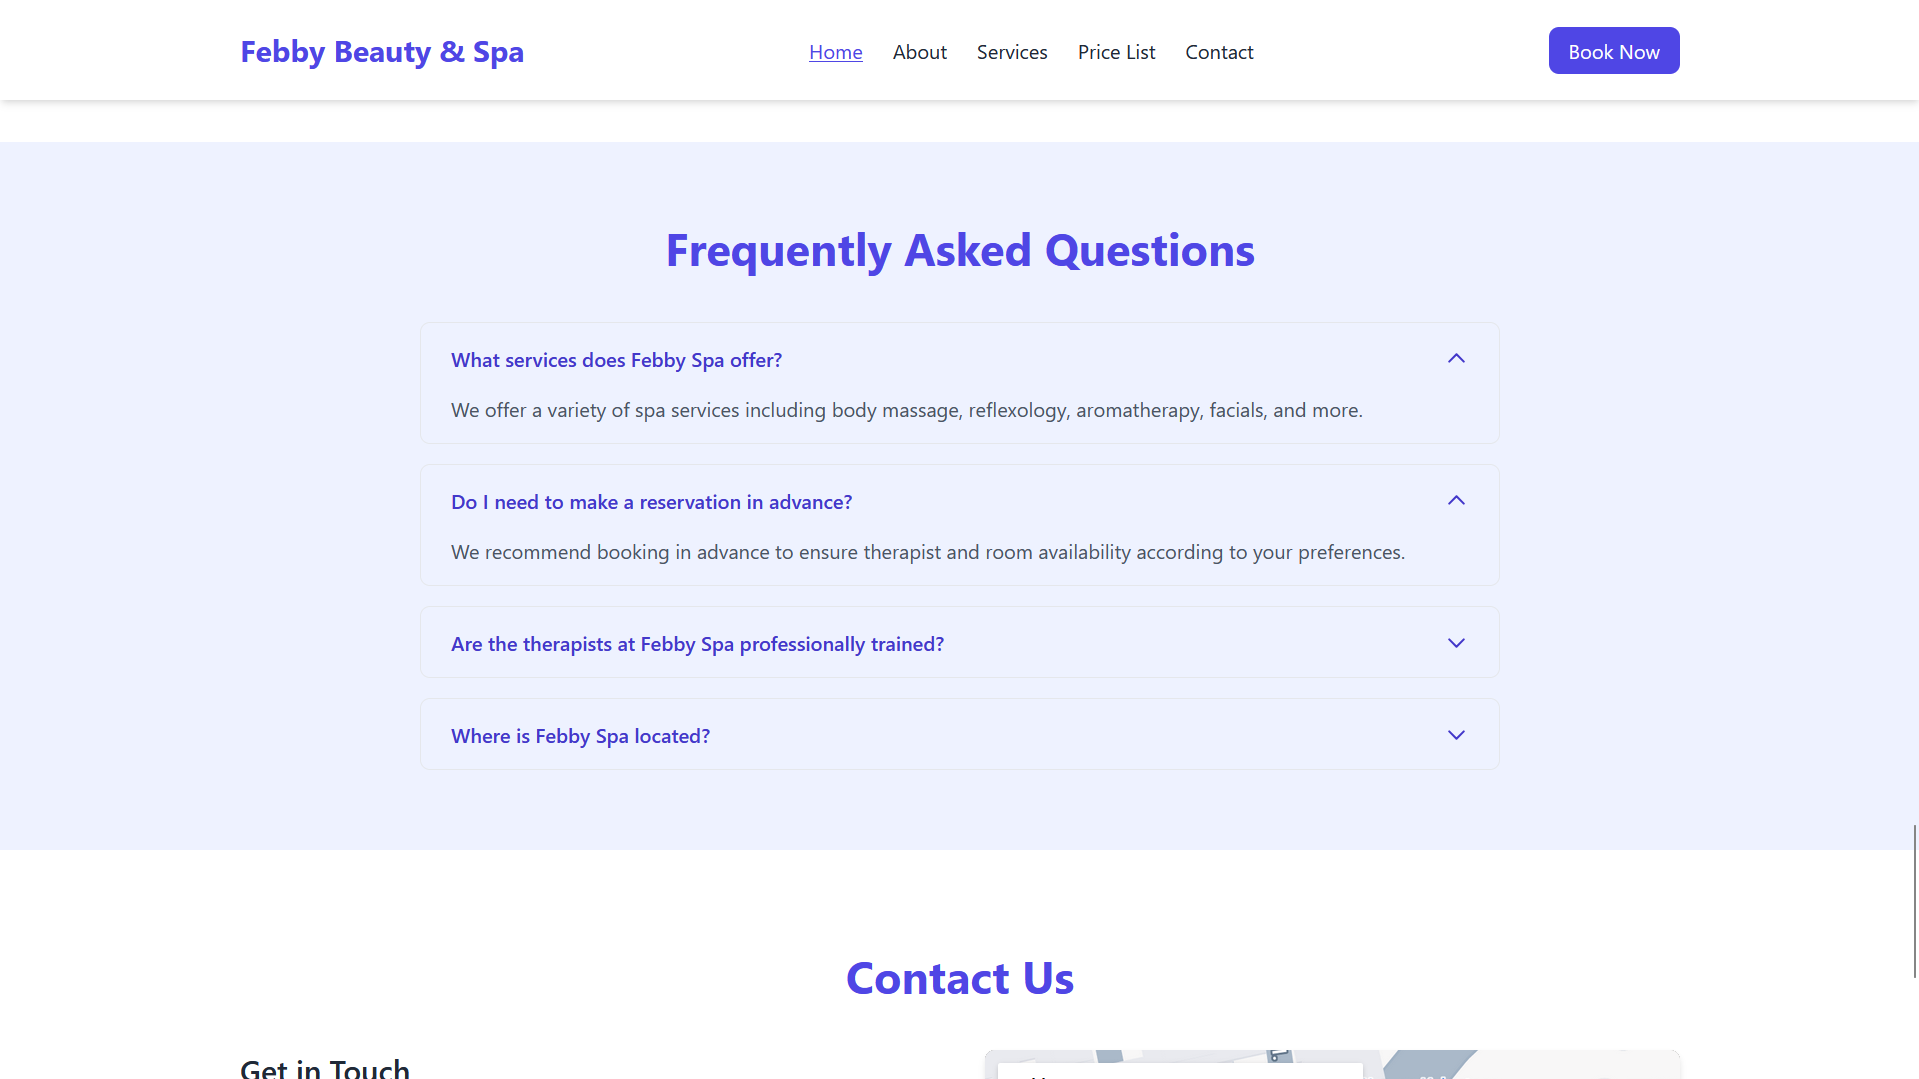 Febby Beauty & Spa
Home
About
Services
Price List
Contact
Book Now
Frequently Asked Questions
What services does Febby Spa offer?
We offer a variety of spa services including body massage, reflexology, aromatherapy, facials, and more.
Do I need to make a reservation in advance?
We recommend booking in advance to ensure therapist and room availability according to your preferences.
Are the therapists at Febby Spa professionally trained?
Where is Febby Spa located?
Contact Us
Get in Touch